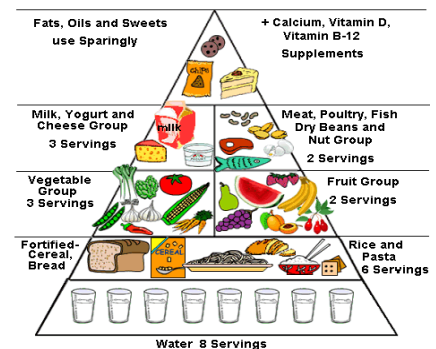 Fats, Oils and Sweets
use Sparingly
+ Calcium, Vitamin D,
Vitamin B-12
Supplements
chips
Milk, Yogurt and
Cheese Group
3 Servings
milk
Meat, Poultry, Fish
Dry Beans and
Nut Group
2 Servings
Vegetable
Group
3 Servings
Fruit Group
2 Servings
Fortified-
Cereal,
Bread
CEREAL
Rice and
Pasta
6 Servings
Water 8 Servings